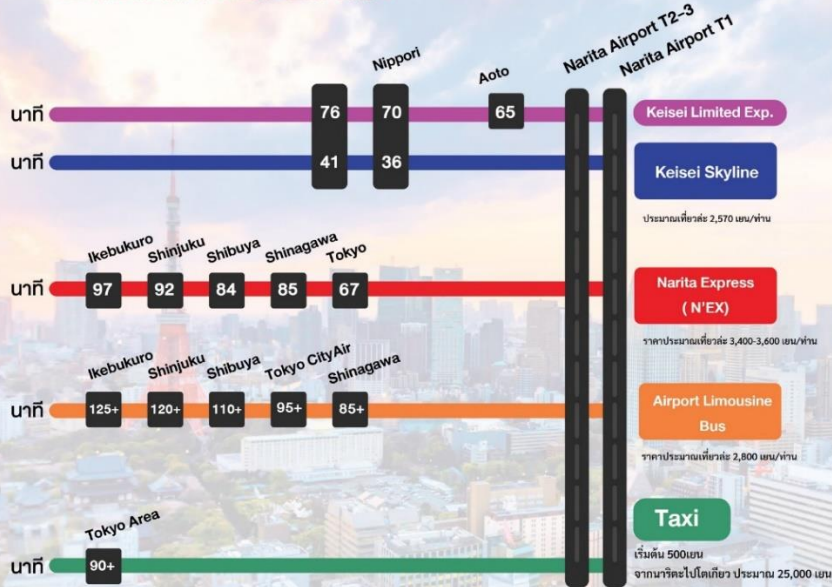 Nippori
Aoto
Narita Airport T2-3
Narita Airport T1
นาที
76
70
65
Keisei Limited Exp.
นาที
41
36
Keisei Skyline
ประมาณเที่ยวล่ะ 2,570 เยน/ท่าน
Ikebukuro
Shinjuku
Shibuya
Shinagawa
Tokyo
นาที
97
92
84
85
67
Narita Express
( N'EX)
ราคาประมาณเที่ยวล่ะ 3,400-3,600 เยน/ท่าน
Ikebukuro
Shinjuku
Shibuya
Tokyo CityAir
Shinagawa
นาที
125+
120+
110+
95+
85+
Airport Limousine
Bus
ราคาประมาณเที่ยวล่ะ 2,800 เยน/ท่าน
Tokyo Area
นาที
90+
Taxi
เริ่มต้น 500เยน
จากนาริตะไปโตเกียว ประมาณ 25,000 เยน